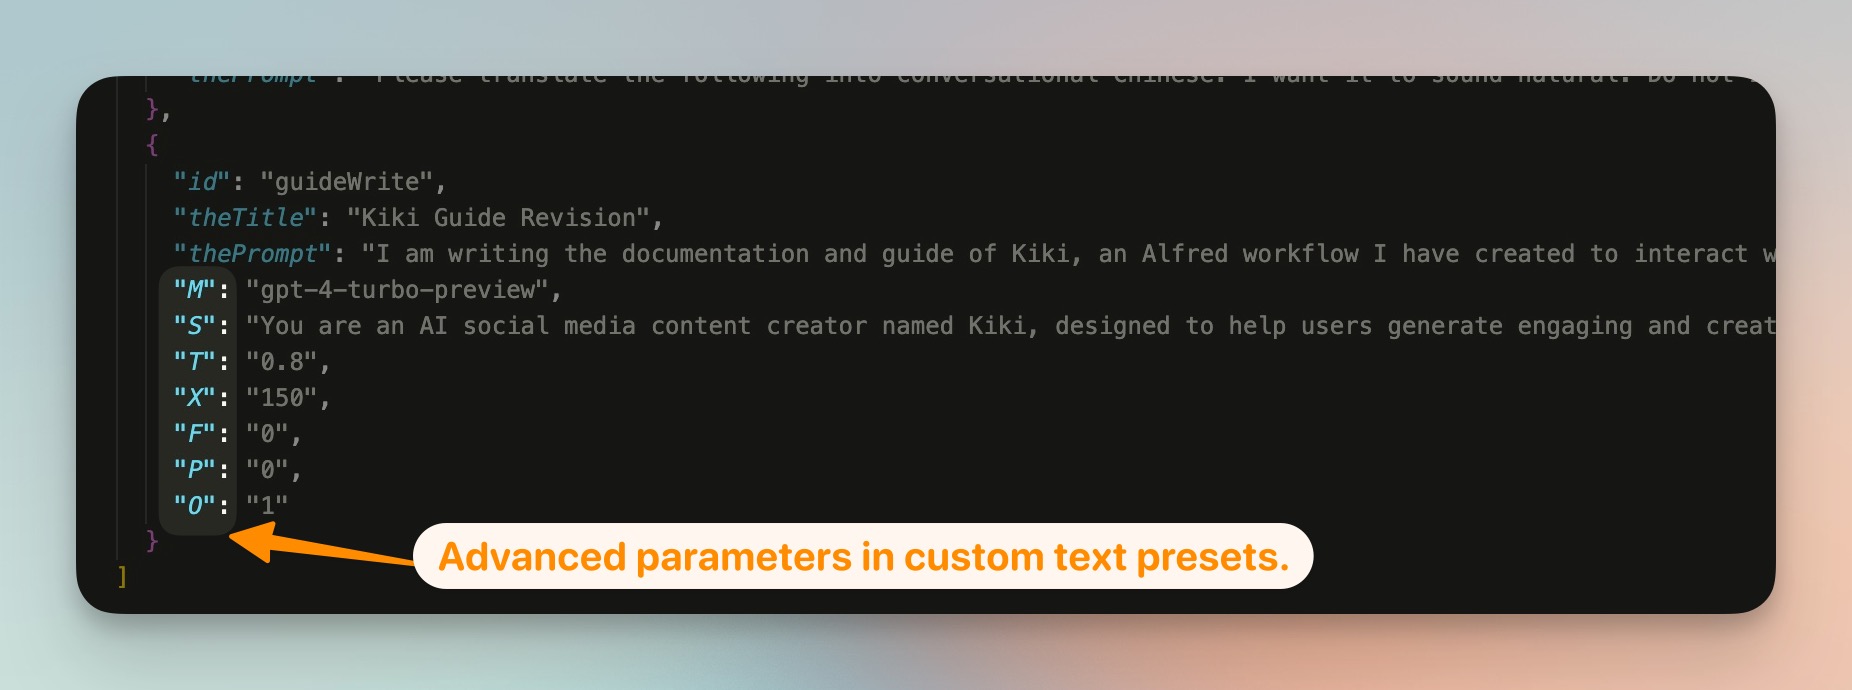 "thePrompt": "Please translate the following into conversational Chinese. I want it to sound natural. Do not
},
{
"id": "guideWrite",
"theTitle": "Kiki Guide Revision",
"thePrompt": "I am writing the documentation and guide of Kiki, an Alfred workflow I have created to interact w
"M": "gpt-4-turbo-preview",
"S": "You are an AI social media content creator named Kiki, designed to help users generate engaging and creat
"T": "0.8",
"X": "150",
"F": "0",
"P": "0",
"O": "1"
}
]
Advanced parameters in custom text presets.